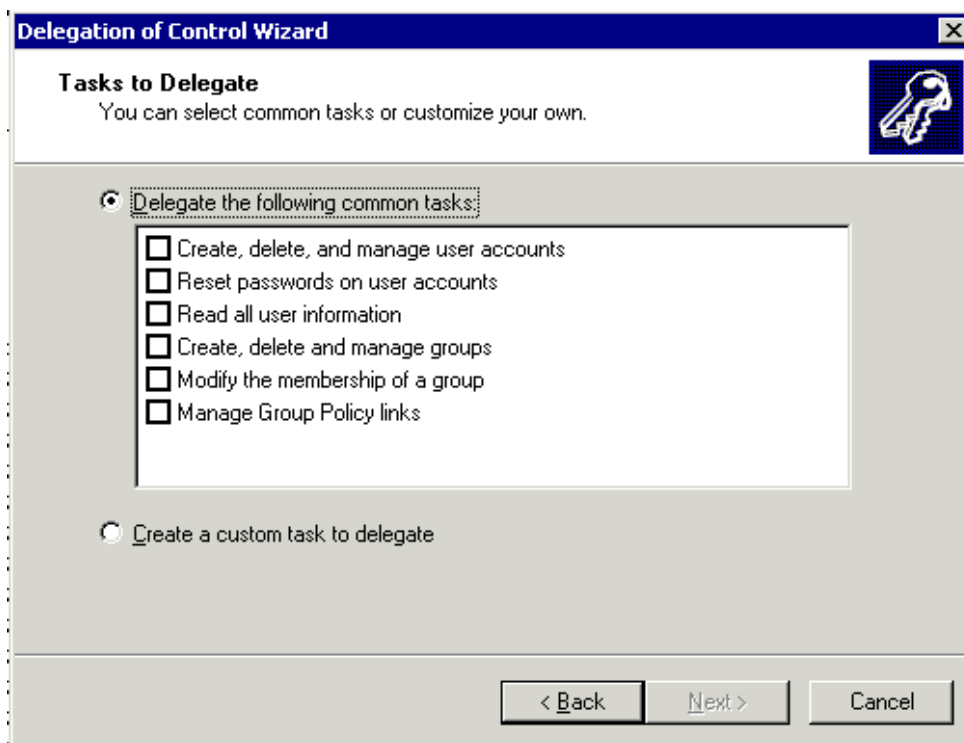 Delegation of Control Wizard
Tasks to Delegate
You can select common tasks or customize your own.
Delegate the following common tasks:
Create, delete, and manage user accounts
Reset passwords on user accounts
Read all user information
Create, delete and manage groups
Modify the membership of a group
Manage Group Policy links
Create a custom task to delegate
< Back Next > Cancel